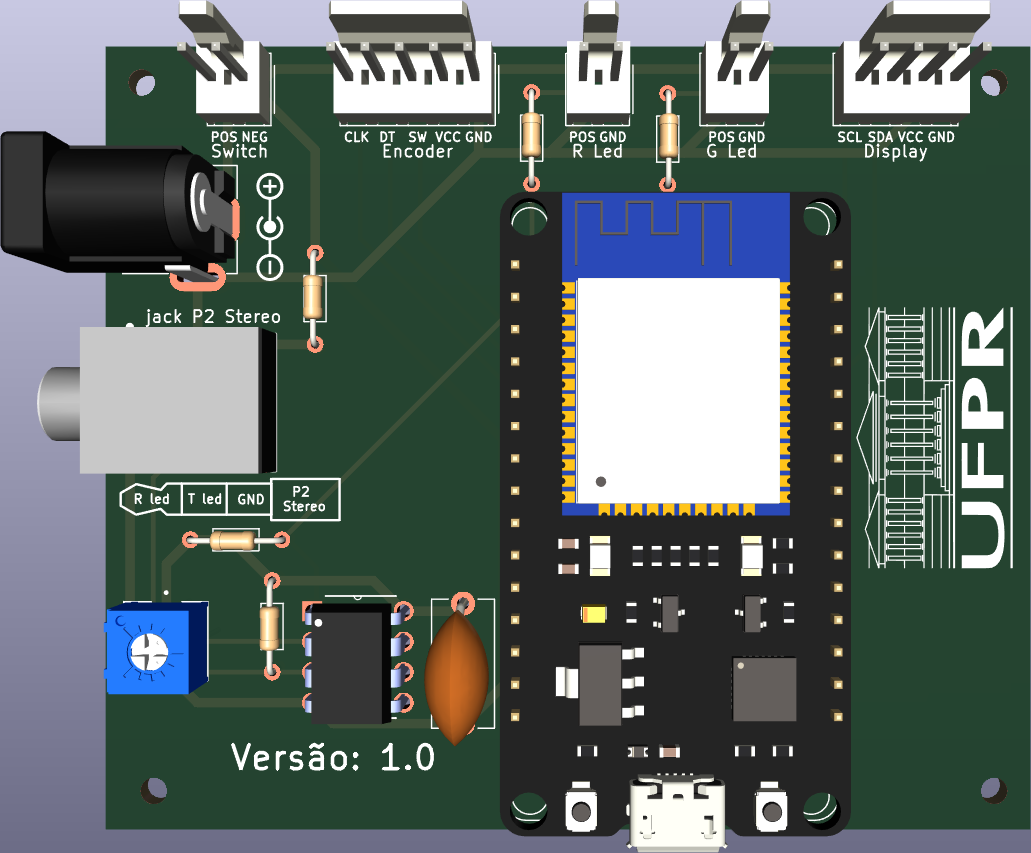 POS NEG
Switch
CLK DT SW VCC GND
Encoder
POS GND
R Led
POS GND
G Led
SCL SDA VCC GND
Display
jack P2 Stereo
R led T led GND P2
Stereo
UFPR
Versão: 1.0